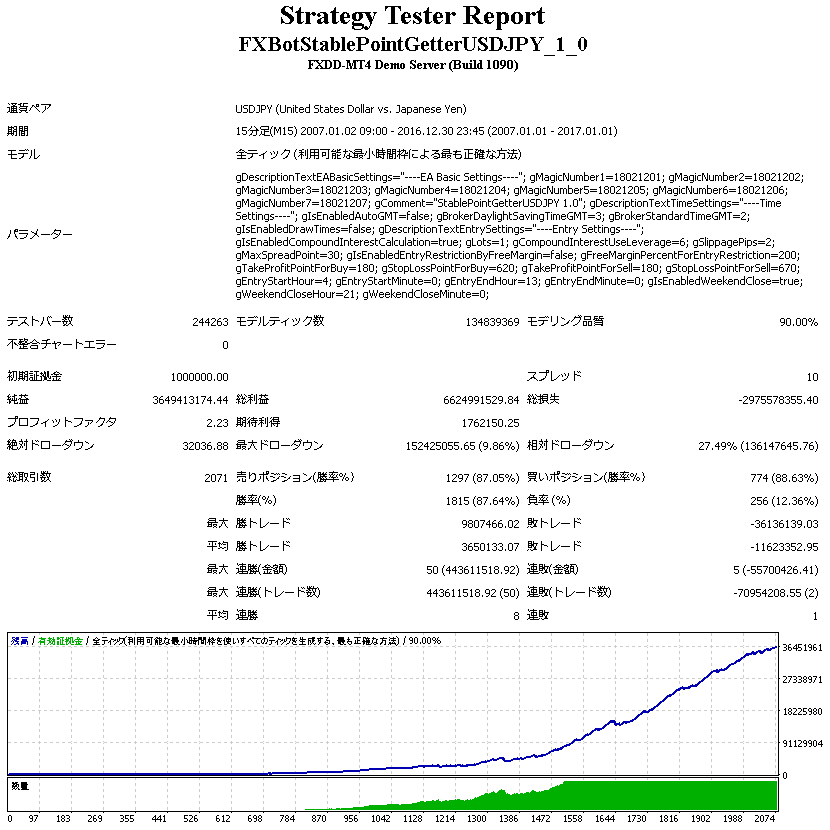 Strategy Tester Report
FXBotStablePointGetterUSDJPY_1_0
FXDD-MT4 Demo Server (Build 1090)
通貨ペア USDJPY (United States Dollar vs. Japanese Yen)
期間 15分足(M15) 2007.01.02 09:00 - 2016.12.30 23:45 (2007.01.01 - 2017.01.01)
モデル 全ティック (利用可能な最小時間枠による最も正確な方法)
パラメーター gDescriptionTextEABasicSettings="----EA Basic Settings----"; gMagicNumber1=18021201; gMagicNumber2=18021202;
gMagicNumber3=18021203; gMagicNumber4=18021204; gMagicNumber5=18021205; gMagicNumber6=18021206;
gMagicNumber7=18021207; gComment="StablePointGetterUSDJPY 1.0"; gDescriptionTextTimeSettings="----Time
Settings----"; gIsEnabledAutoGMT=false; gBrokerDaylightSavingTimeGMT=3; gBrokerStandardTimeGMT=2;
gIsEnabledDrawTimes=false; gDescriptionTextEntrySettings="----Entry Settings----";
gIsEnabledCompoundInterestCalculation=true; gLots=1; gCompoundInterestUseLeverage=6; gSlippagePips=2;
gMaxSpreadPoint=30; gIsEnabledEntryRestrictionByFreeMargin=false; gFreeMarginPercentForEntryRestriction=200;
gTakeProfitPointForBuy=180; gStopLossPointForBuy=620; gTakeProfitPointForSell=180; gStopLossPointForSell=670;
gEntryStartHour=4; gEntryStartMinute=0; gEntryEndHour=13; gEntryEndMinute=0; gIsEnabledWeekendClose=true;
gWeekendCloseHour=21; gWeekendCloseMinute=0;
テストバー数 244263 モデルティック数 134839369 モデリング品質 90.00%
不整合チャートエラー 0
初期証拠金 1000000.00 スプレッド 10
純益 3649413174.44 総利益 6624991529.84 総損失 -2975578355.40
プロフィットファクタ 2.23 期待利得 1762150.25
絶対ドローダウン 32036.88 最大ドローダウン 152425055.65 (9.86%) 相対ドローダウン 27.49% (136147645.76)
総取引数 2071 売りポジション(勝率%) 1297 (87.05%) 買いポジション(勝率%) 774 (88.63%)
勝率(%) 1815 (87.64%) 負率 (%) 256 (12.36%)
最大 勝トレード 9807466.02 敗トレード -36136139.03
平均 勝トレード 3650133.07 敗トレード -11623352.95
最大 連勝(金額) 50 (443611518.92) 連敗(金額) 5 (-55700426.41)
最大 連勝(トレード数) 443611518.92 (50) 連敗(トレード数) -70954208.55 (2)
平均 連勝 8 連敗 1
残高 / 有効証拠金 / 全ティック(利用可能な最小時間枠を使いすべてのティックを生成する、最も正確な方法) / 90.00%
36451961
27338971
18225980
91129904
0
数量
0 97 183 269 355 441 526 612 698 784 870 956 1042 1128 1214 1300 1386 1472 1558 1644 1730 1816 1902 1988 2074